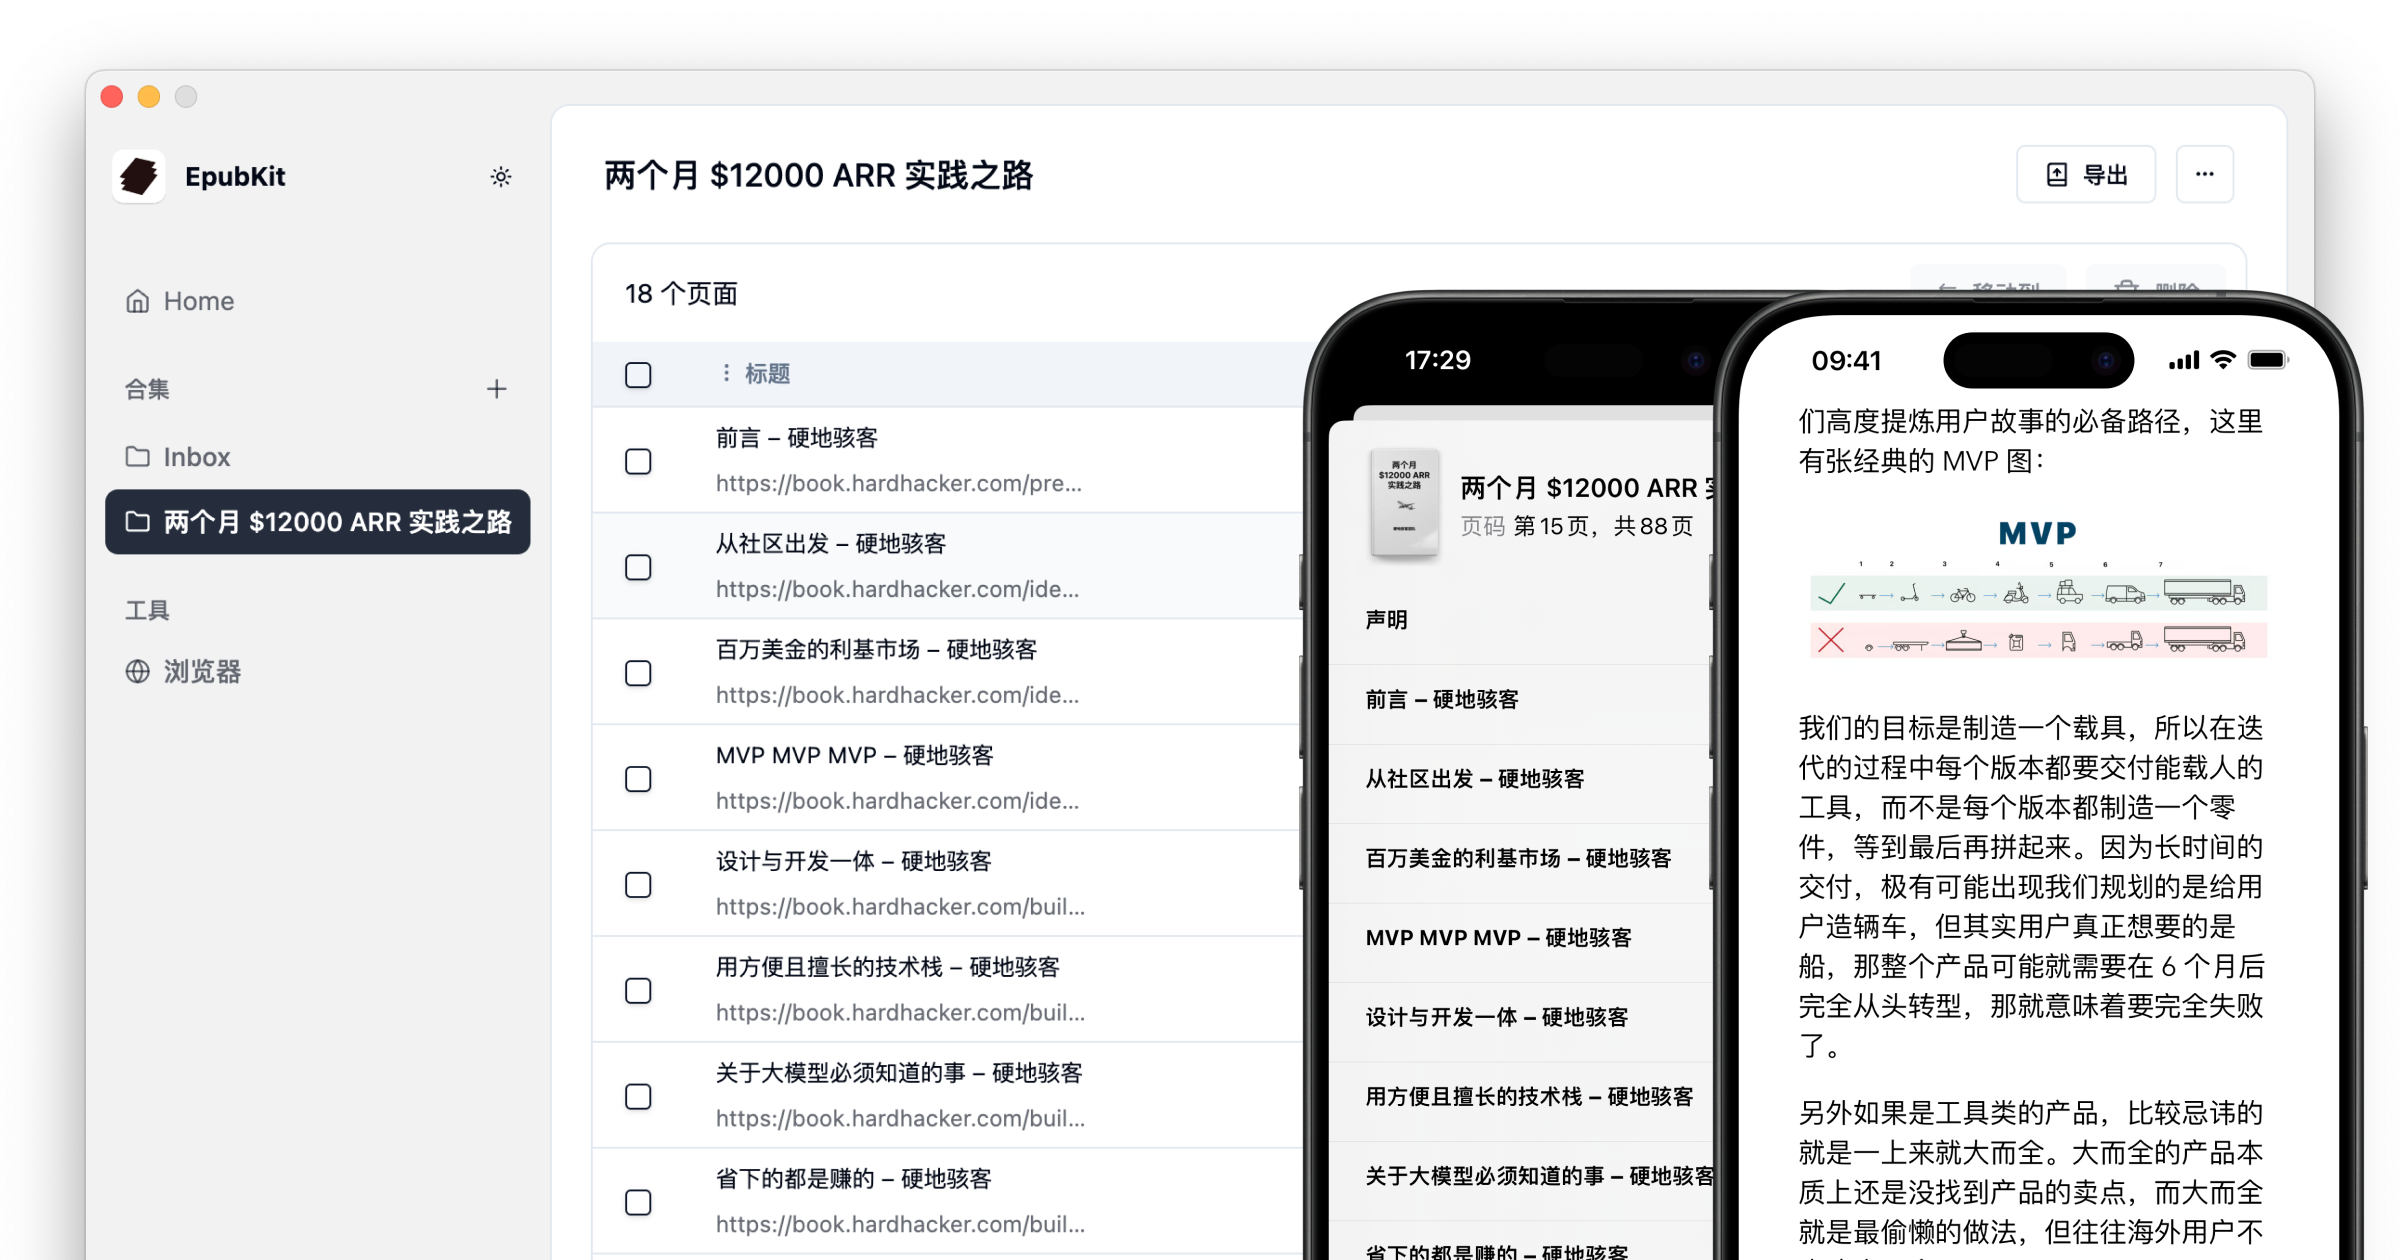 EpubKit
Home
合集
Inbox
两个月 $12000 ARR 实践之路
工具
浏览器
两个月 $12000 ARR 实践之路
导出
18 个页面
移动到
删除
标题
前言 – 硬地骇客
https://book.hardhacker.com/pre...
从社区出发 – 硬地骇客
https://book.hardhacker.com/ide...
百万美金的利基市场 – 硬地骇客
https://book.hardhacker.com/ide...
MVP MVP MVP – 硬地骇客
https://book.hardhacker.com/ide...
设计与开发一体 – 硬地骇客
https://book.hardhacker.com/buil...
用方便且擅长的技术栈 – 硬地骇客
https://book.hardhacker.com/buil...
关于大模型必须知道的事 – 硬地骇客
https://book.hardhacker.com/buil...
省下的都是赚的 – 硬地骇客
https://book.hardhacker.com/buil...
17:29
两个月
$12000 ARR
实践之路
两个月 $12000 ARR 实
页码 第15页，共88页
声明
前言 – 硬地骇客
从社区出发 – 硬地骇客
百万美金的利基市场 – 硬地骇客
MVP MVP MVP – 硬地骇客
设计与开发一体 – 硬地骇客
用方便且擅长的技术栈 – 硬地骇客
关于大模型必须知道的事 – 硬地骇客
省下的都是赚的 – 硬地骇客
09:41
们高度提炼用户故事的必备路径，这里
有张经典的 MVP 图：
MVP
1 2 3 4 5 6 7
我们的目标是制造一个载具，所以在迭
代的过程中每个版本都要交付能载人的
工具，而不是每个版本都制造一个零
件，等到最后再拼起来。因为长时间的
交付，极有可能出现我们规划的是给用
户造辆车，但其实用户真正想要的是
船，那整个产品可能就需要在 6 个月后
完全从头转型，那就意味着要完全失败
了。
另外如果是工具类的产品，比较忌讳的
就是一上来就大而全。大而全的产品本
质上还是没找到产品的卖点，而大而全
就是最偷懒的做法，但往往海外用户不